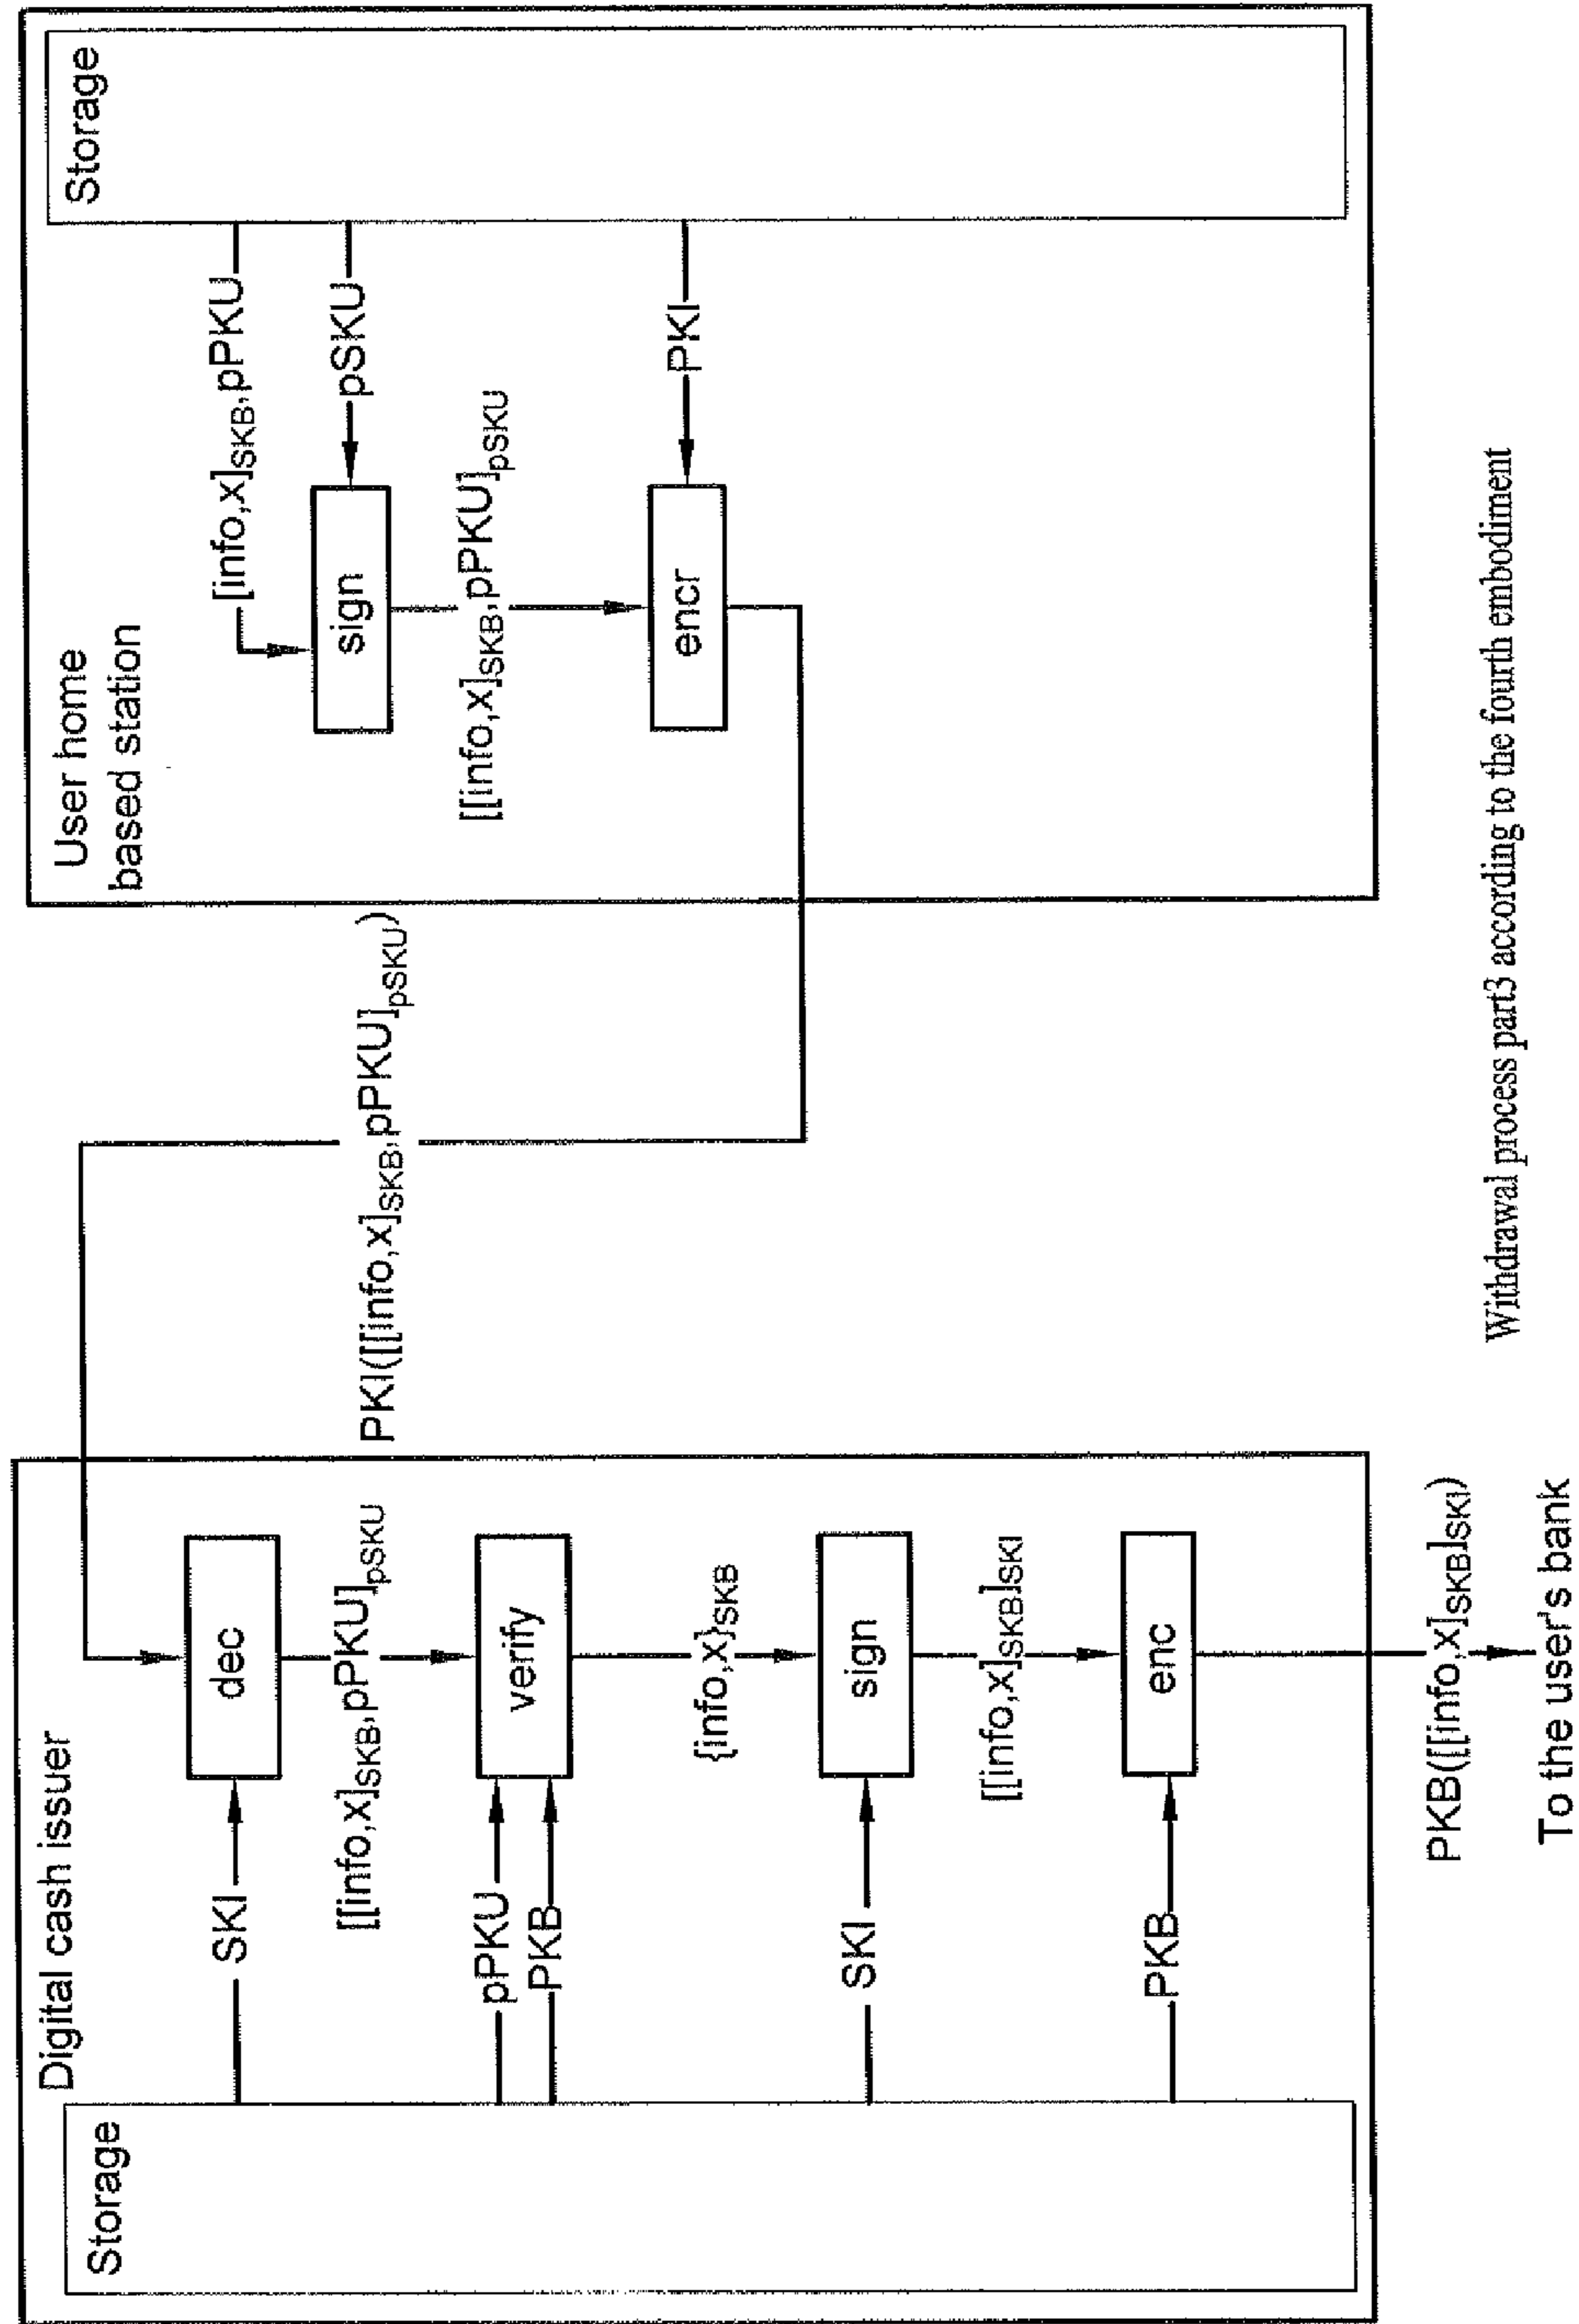 Digital cash issuer
Storage
SKI
dec
[[info,x]SKB,pPKU]pSKU
pPKU
PKB
verify
{info,x}SKB
SKI
sign
[[info,x]SKB]SKI
PKB
enc
PKB([[info,x]SKB]SKI)
To the user's bank
PKI([[info,x]SKB,pPKU]pSKU)
User home
based station
Storage
[info,x]SKB,pPKU
pSKU
sign
[[info,x]SKB,pPKU]pSKU
PKI
encr
Withdrawal process part3 according to the fourth embodiment